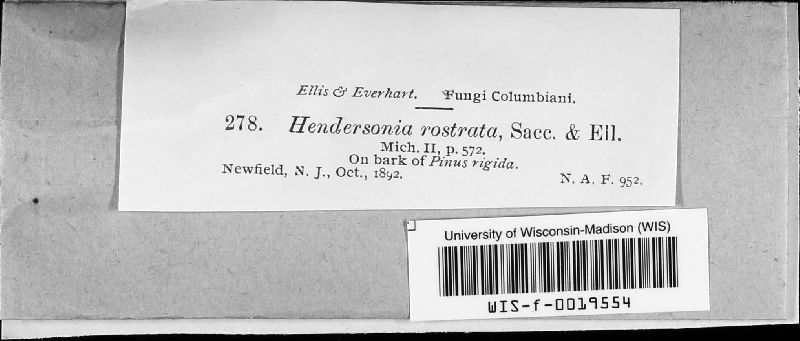 Ellis & Everhart. Fungi Columbiani.
278. Hendersonia rostrata, Sacc. & Ell.
Mich. II, p. 572.
On bark of Pinus rigida.
Newfield, N. J., Oct., 1892. N. A. F. 952.
University of Wisconsin-Madison (WIS)
WIS-f-0019554